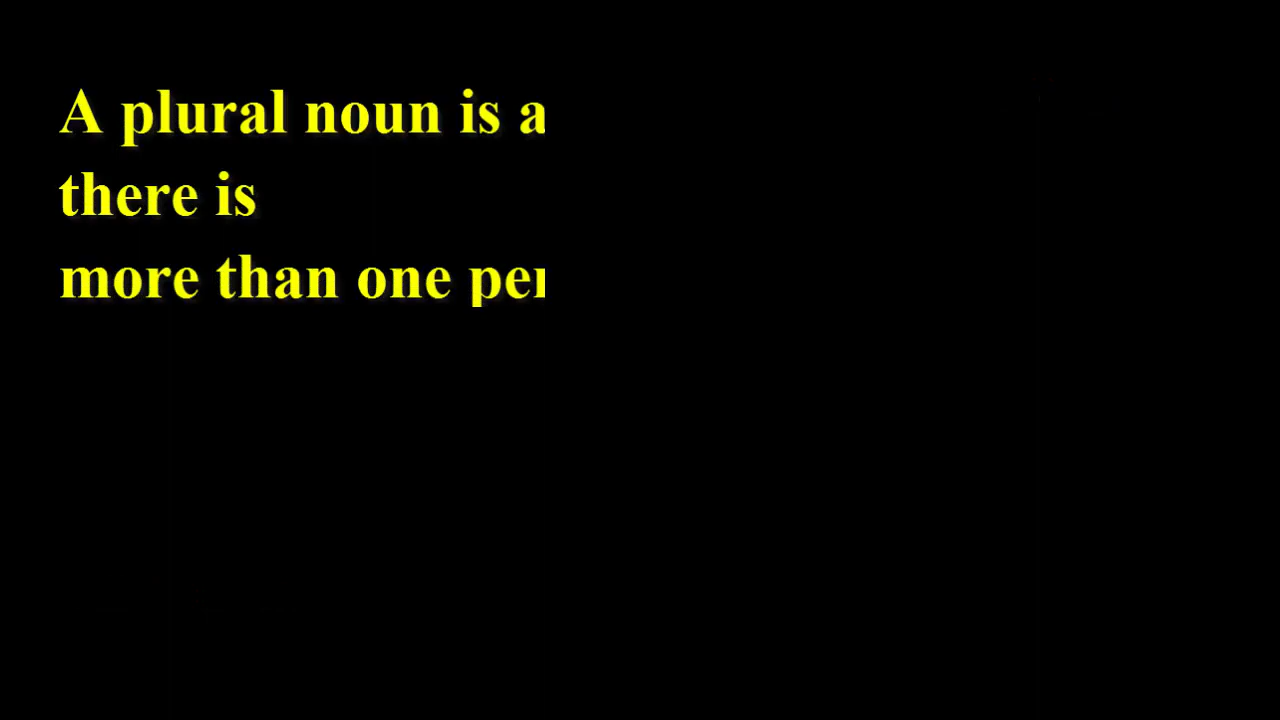 A plural noun is a
there is
more than one